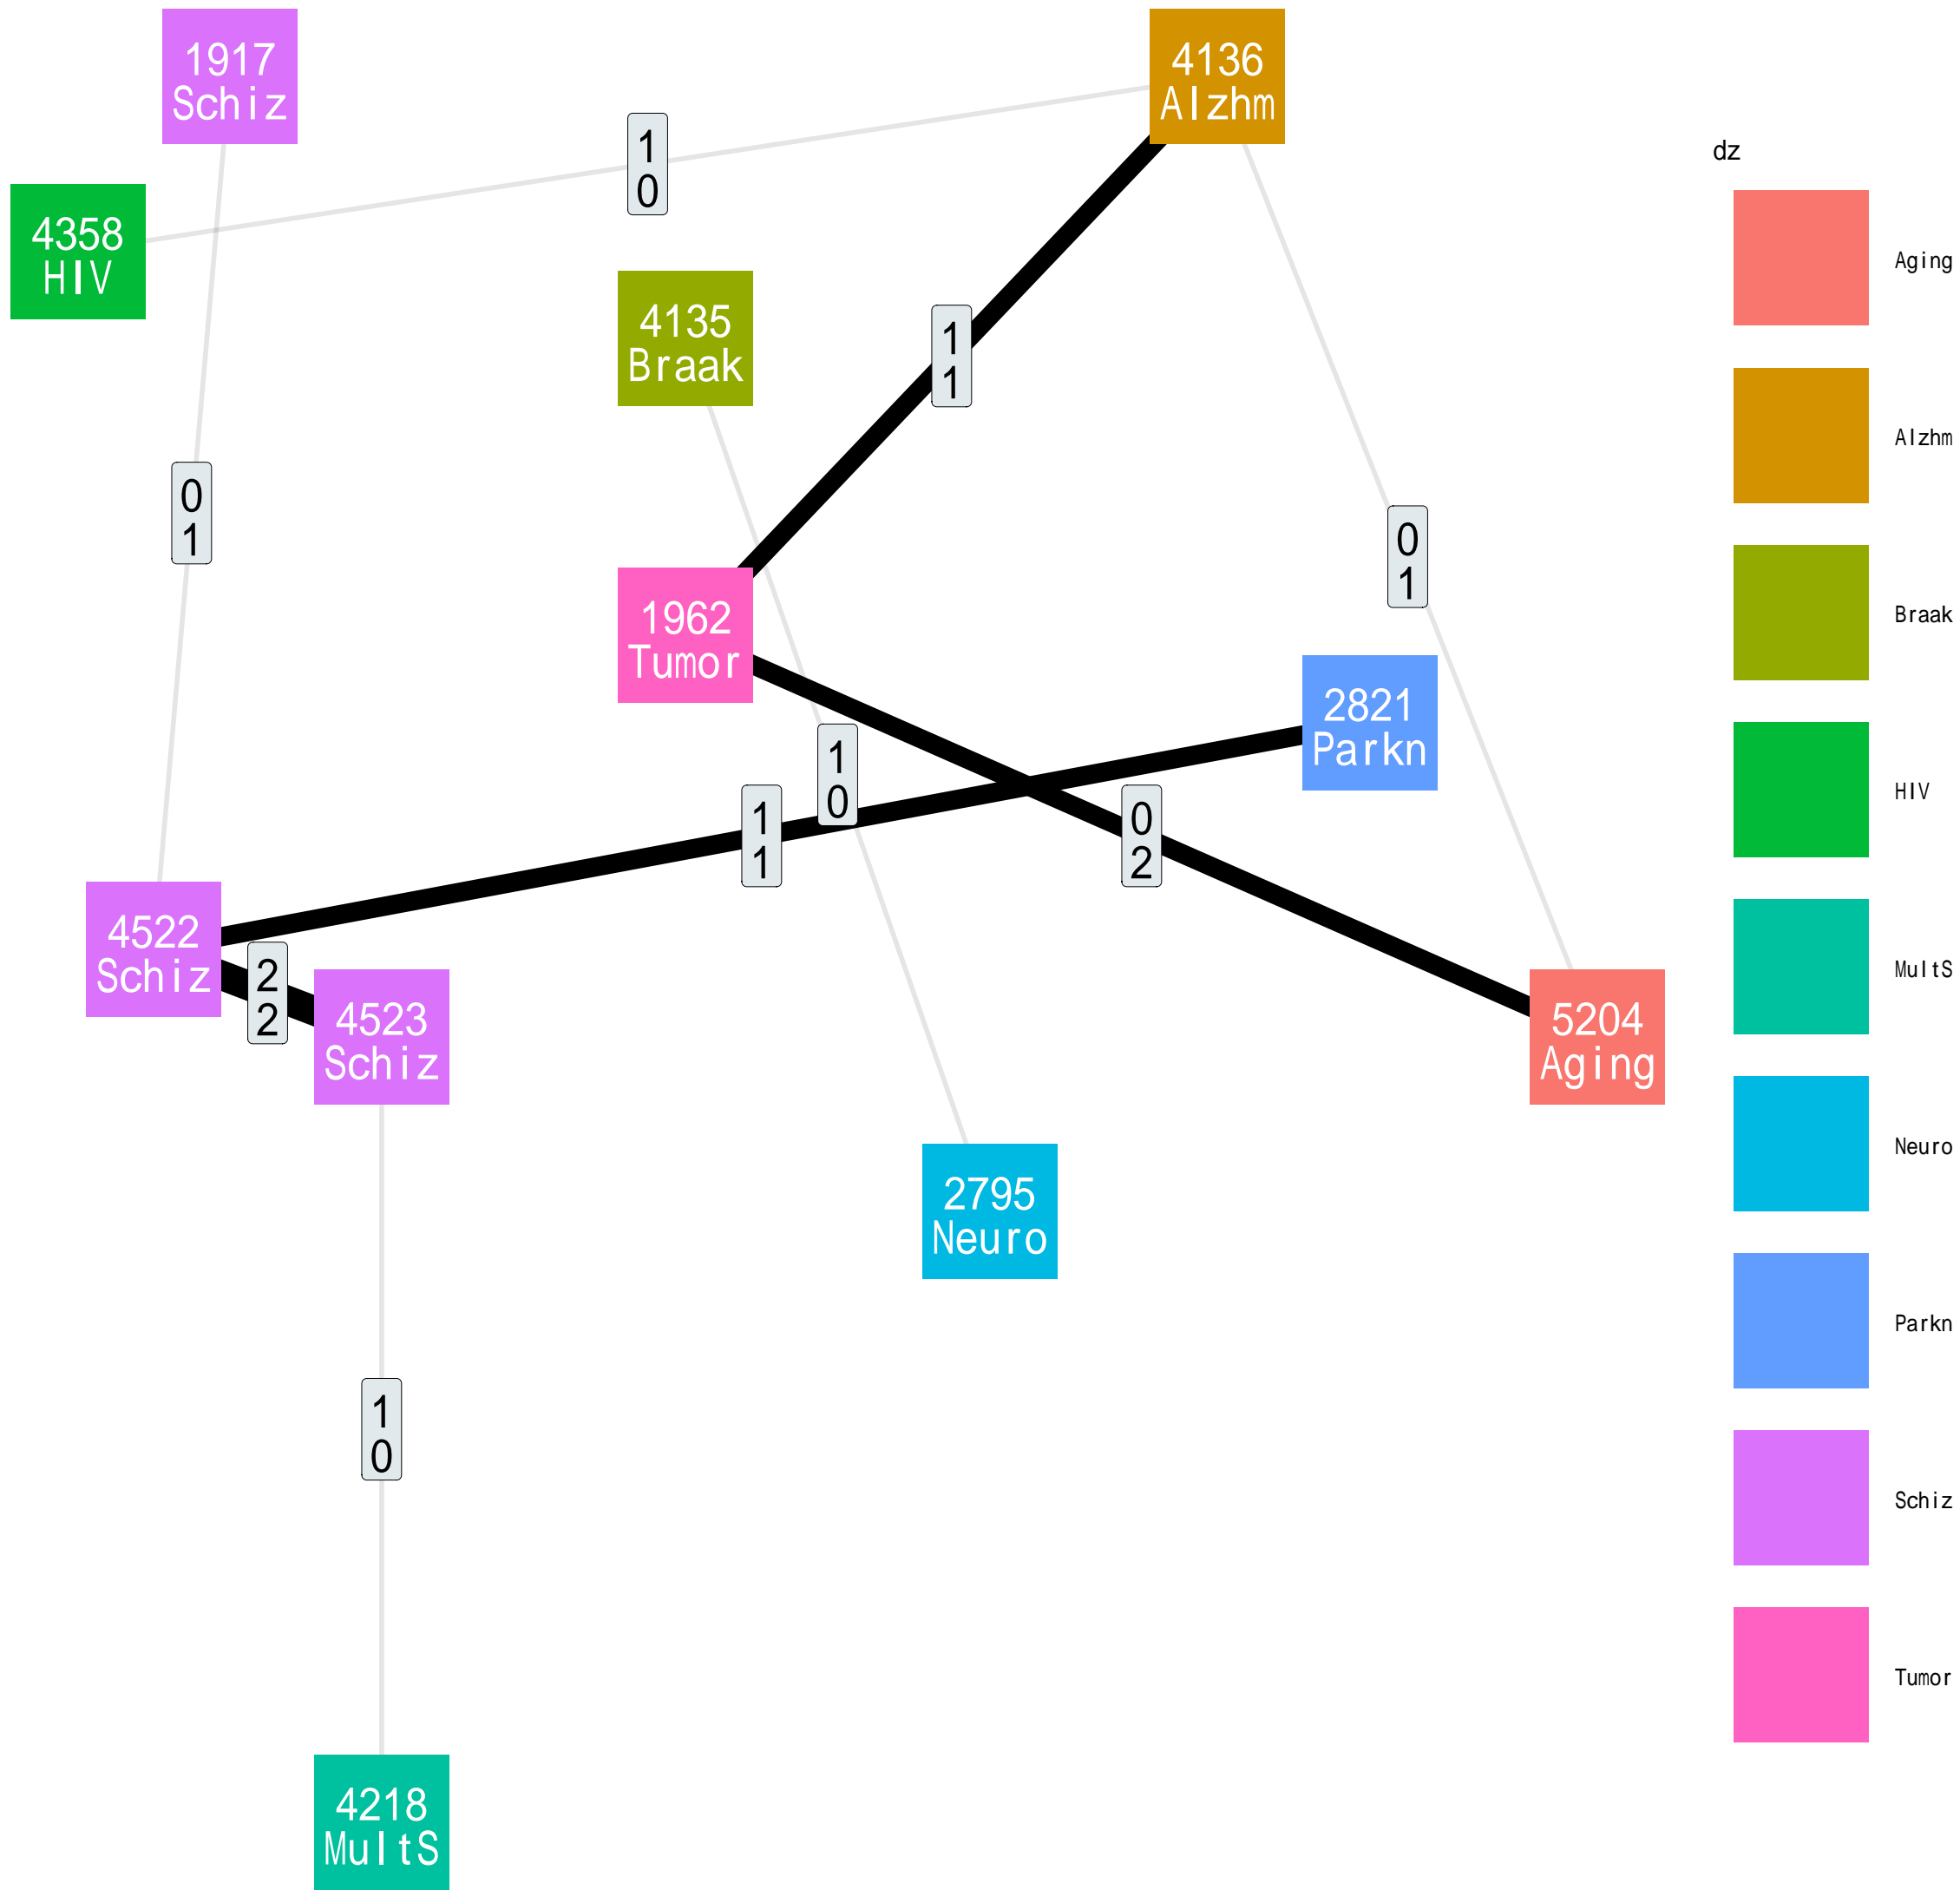 1917
Schiz
4136
Alzhm
dz
1
0
4358
HIV
Aging
4135
Braak
1
1
Alzhm
0
1
0
1
1962
Tumor
Braak
2821
Parkn
1
0
1
1
0
2
HIV
4522
Schiz
2
2
4523
Schiz
5204
Aging
MultS
2795
Neuro
Neuro
Parkn
1
0
Schiz
Tumor
4218
MultS